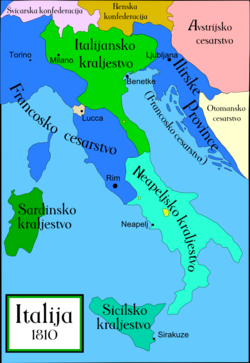 Švicarska konfederacija
Renska
konfederacija
Avstrijsko
cesarstvo
Torino
Milano
Italijansko
kraljestvo
Ljubljana
Benetke
Ilirske Province
(Francosko cesarstvo)
Otomansko
cesarstvo
Francosko cesarstvo
Lucca
Rim
Neapeljsko kraljestvo
Neapelj
Sardinsko
kraljestvo
Sicilsko
kraljestvo
Sirakuze
Italija
1810